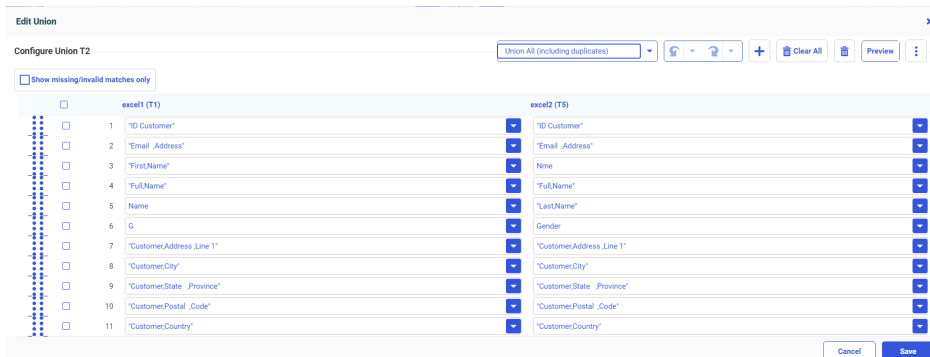 Edit Union
Configure Union T2
Union All (including duplicates)
Clear All
Preview
Show missing/invalid matches only
excel1 (T1) excel2 (T5)
1 "ID Customer" "ID Customer"
2 "Email ,Address" "Email ,Address"
3 "First,Name" Nme
4 "Full,Name" "Full,Name"
5 Name "Last,Name"
6 G Gender
7 "Customer,Address ,Line 1" "Customer,Address ,Line 1"
8 "Customer,City" "Customer,City"
9 "Customer,State ,Province" "Customer,State ,Province"
10 "Customer,Postal ,Code" "Customer,Postal ,Code"
11 "Customer,Country" "Customer,Country"
Cancel Save